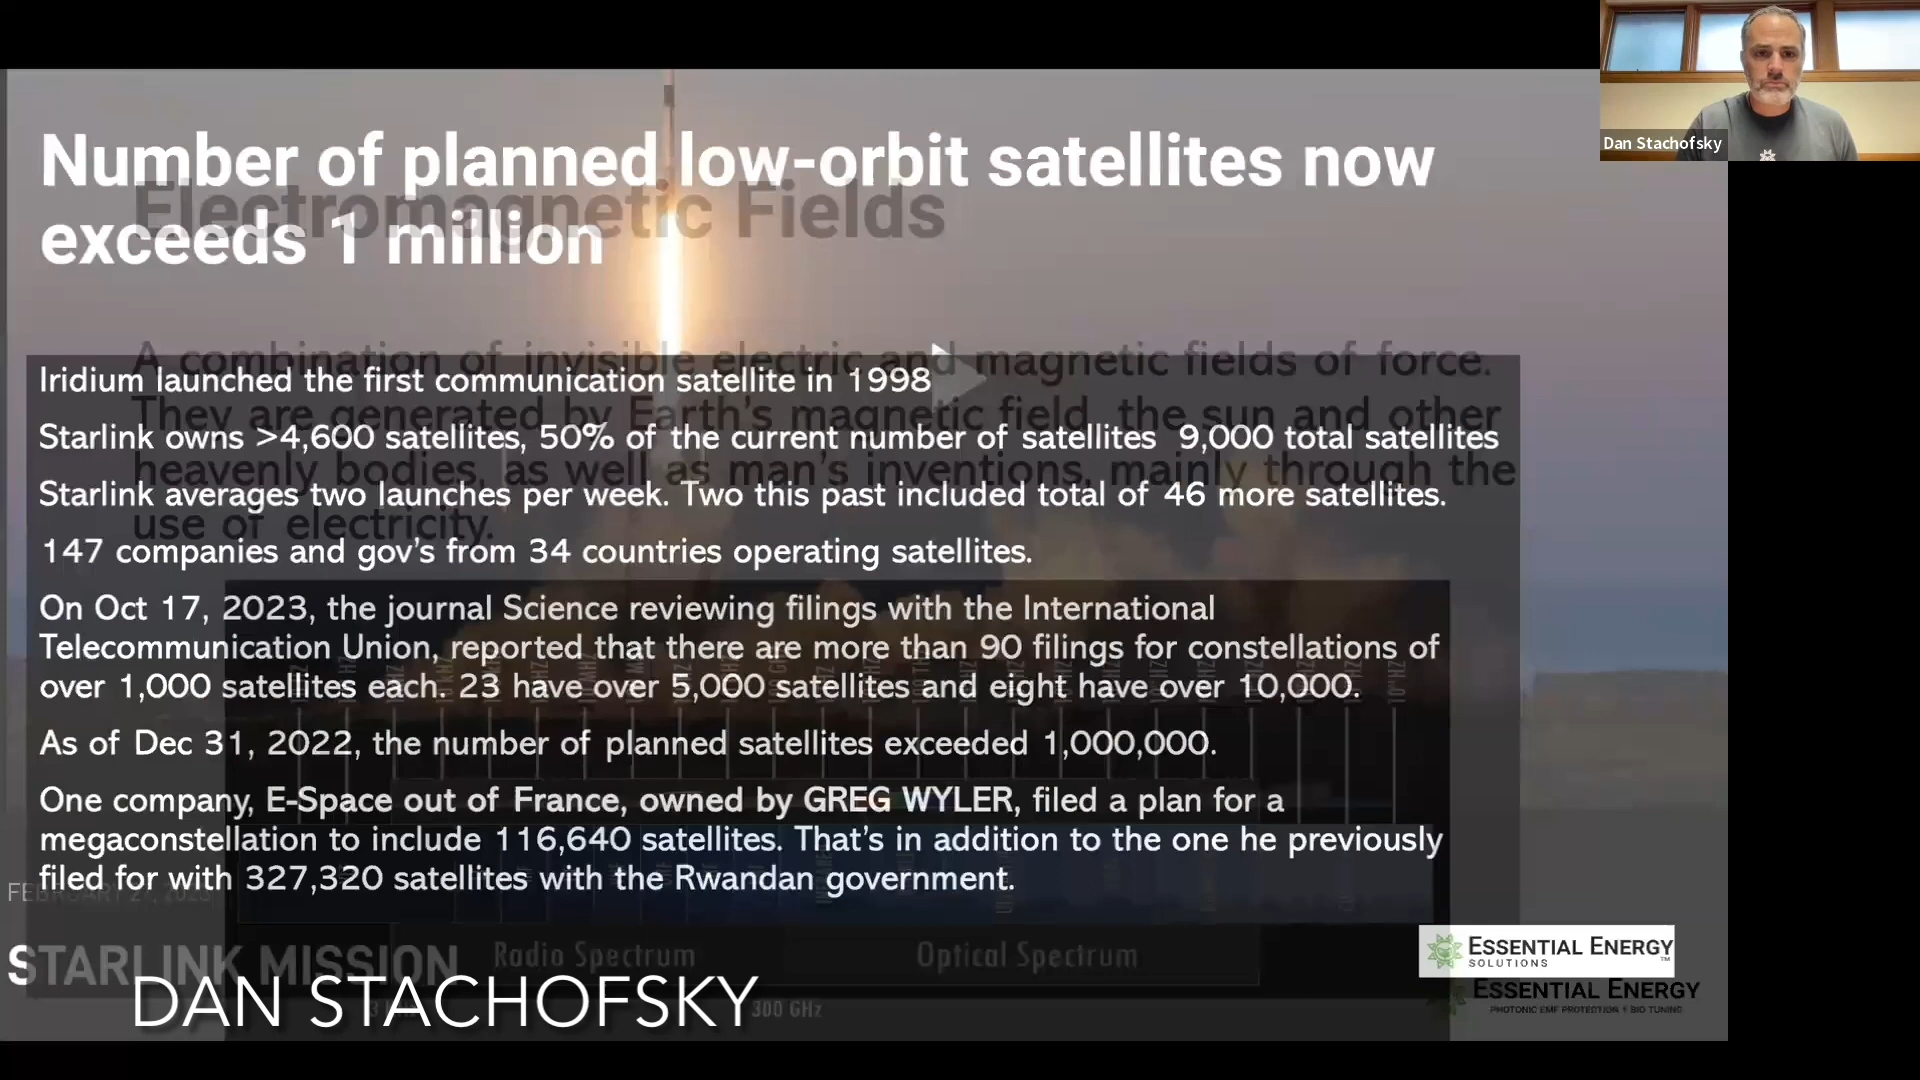 Dan Stachofsky
Number of planned low-orbit satellites now
exceeds 1 million
Electromagnetic Fields
A combination of invisible electric and magnetic fields of force.
They are generated by Earth's magnetic field, the sun and other
heavenly bodies, as well as man's inventions, mainly through the
use of electricity.
Iridium launched the first communication satellite in 1998
Starlink owns >4,600 satellites, 50% of the current number of satellites 9,000 total satellites
Starlink averages two launches per week. Two this past included total of 46 more satellites.
147 companies and gov's from 34 countries operating satellites.
On Oct 17, 2023, the journal Science reviewing filings with the International
Telecommunication Union, reported that there are more than 90 filings for constellations of
over 1,000 satellites each. 23 have over 5,000 satellites and eight have over 10,000.
As of Dec 31, 2022, the number of planned satellites exceeded 1,000,000.
One company, E-Space out of France, owned by GREG WYLER, filed a plan for a
megaconstellation to include 116,640 satellites. That's in addition to the one he previously
filed for with 327,320 satellites with the Rwandan government.
STARLINK MISSION
Radio Spectrum
Optical Spectrum
300 GHz
DAN STACHOFSKY
ESSENTIAL ENERGY
SOLUTIONS ™
ESSENTIAL ENERGY
PHOTONIC EMF PROTECTION + BIO TUNING